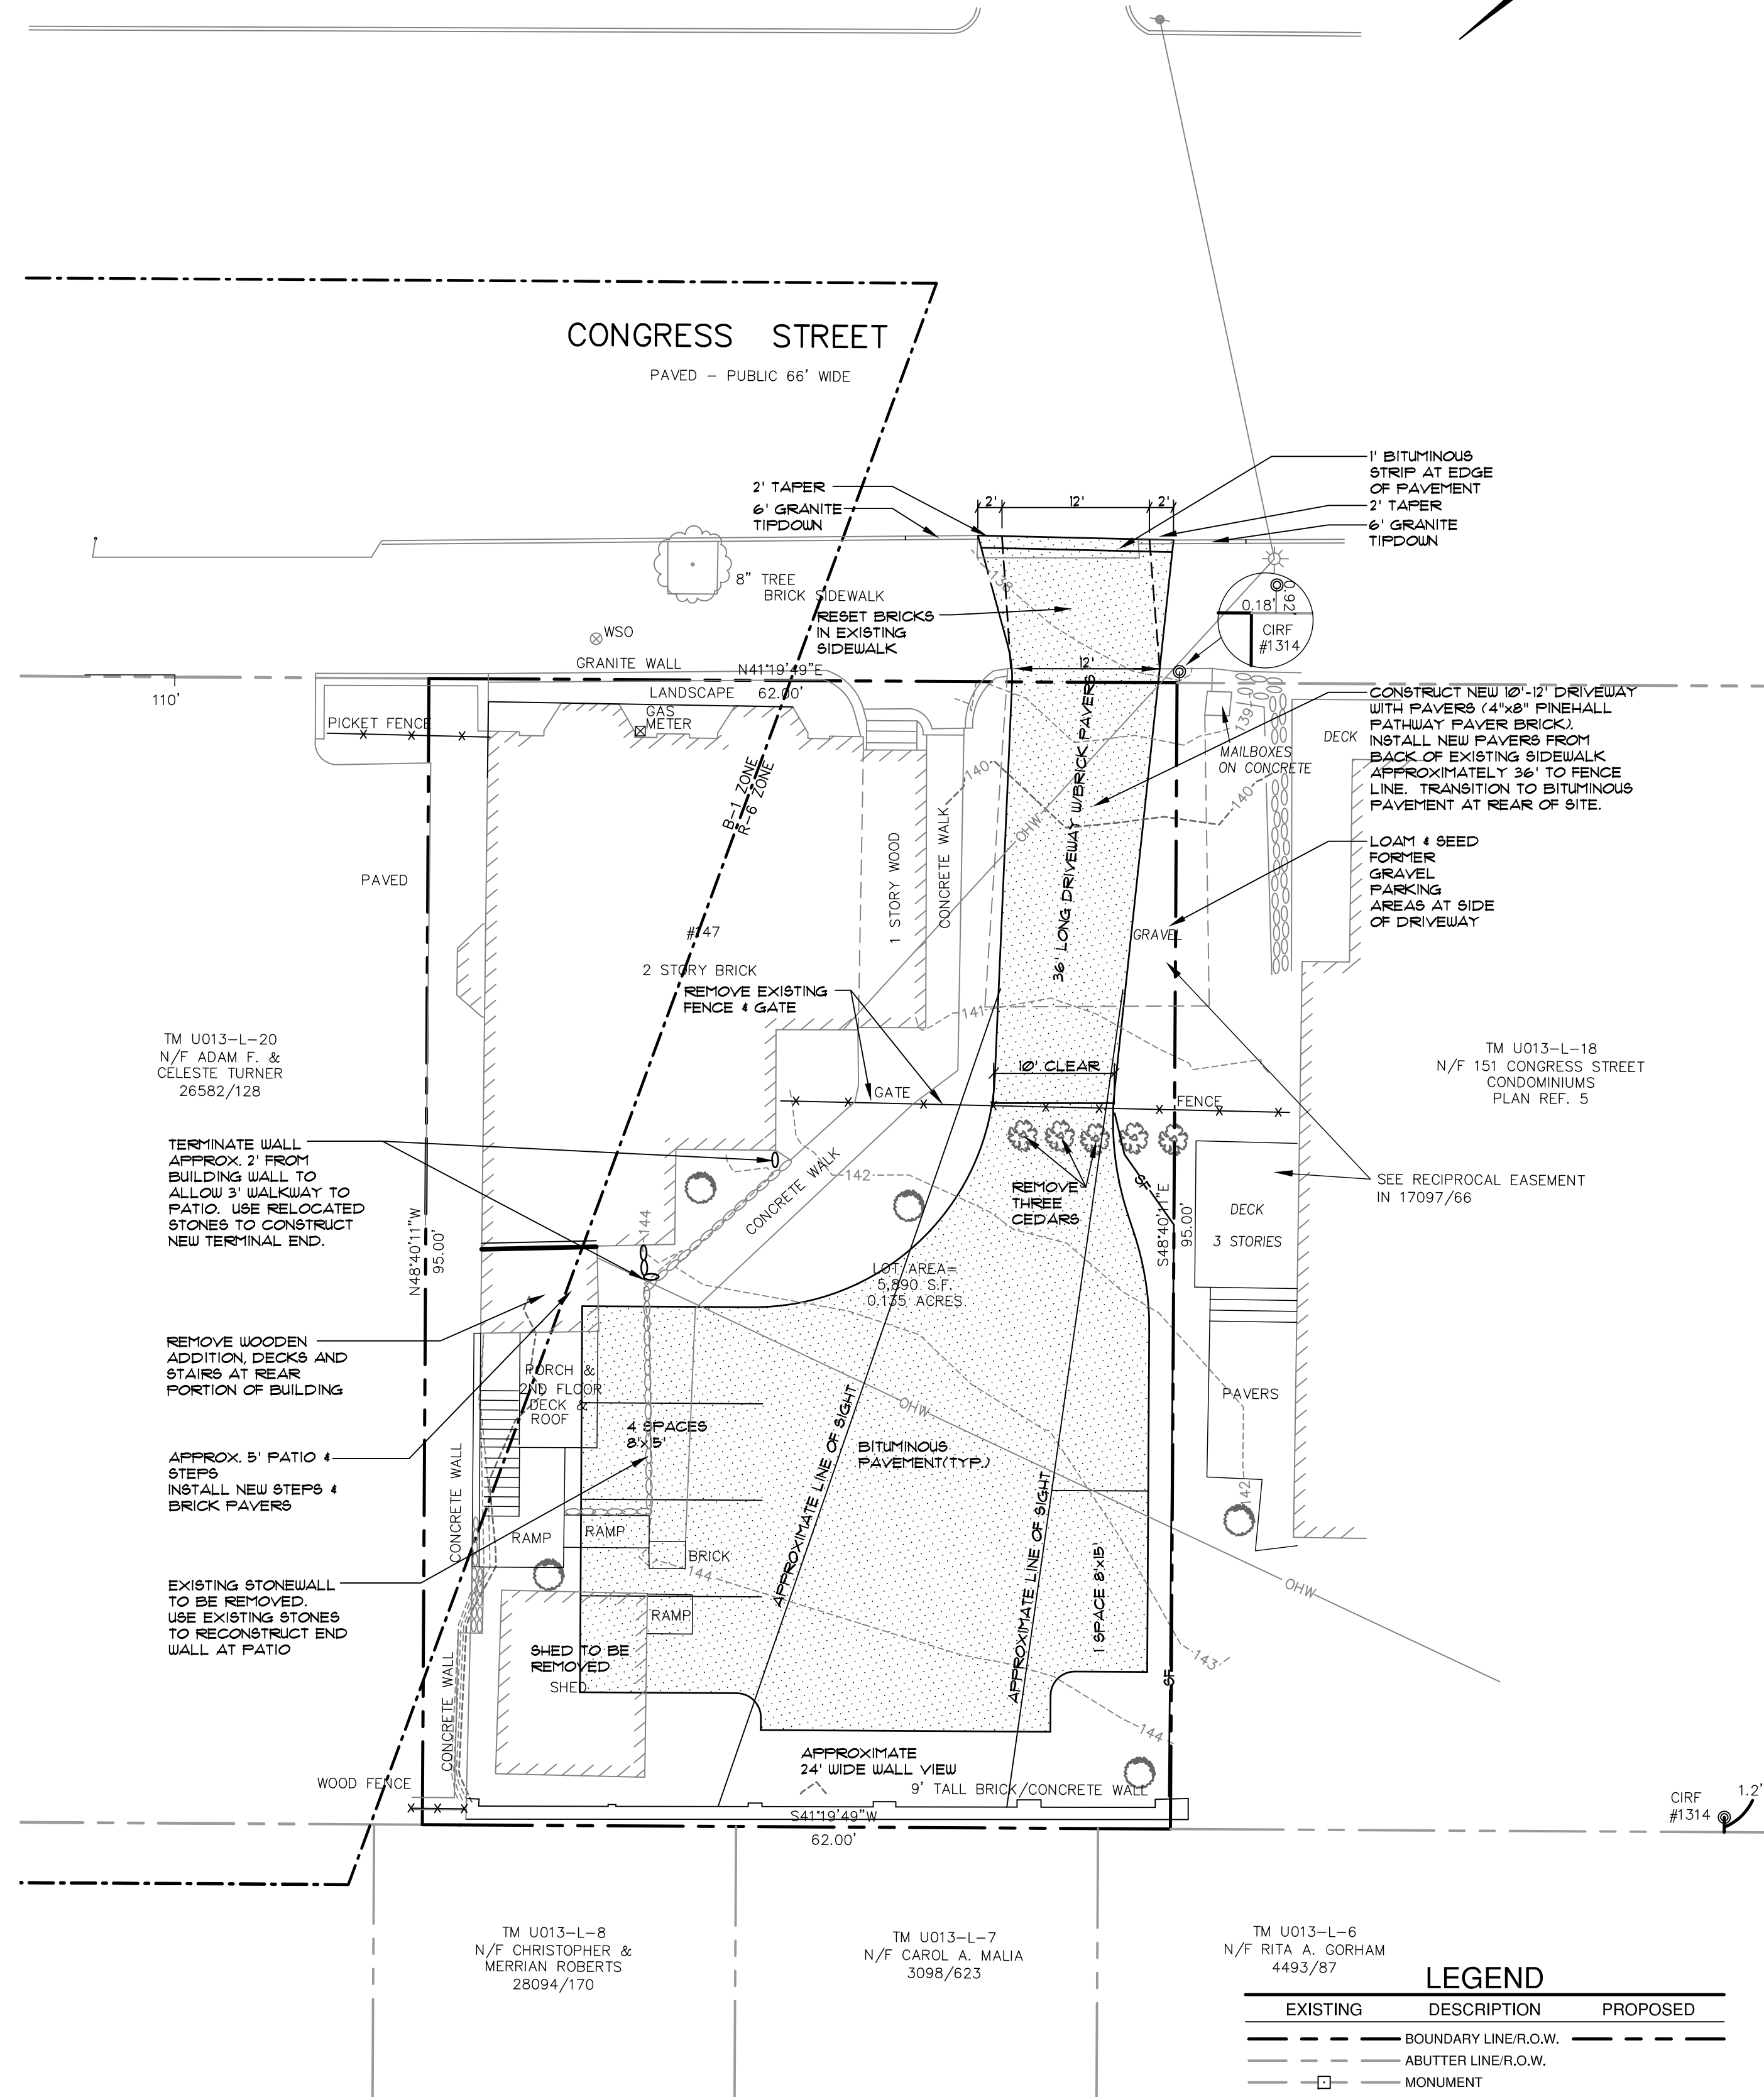 CONGRESS STREET
PAVED - PUBLIC 66' WIDE
1' BITUMINOUS
STRIP AT EDGE
OF PAVEMENT
2' TAPER
6' GRANITE
TIPDOWN
2' TAPER
6' GRANITE
TIPDOWN
2'
12'
2'
138
8" TREE
BRICK SIDEWALK
RESET BRICKS
IN EXISTING
SIDEWALK
0.18'
0.92'
CIRF
#1314
WSO
GRANITE WALL
N41°19'49"E
62.00'
LANDSCAPE
12'
110'
PICKET FENCE
GAS
METER
CONSTRUCT NEW 10'-12' DRIVEWAY
WITH PAVERS (4"x8" PINEHALL
PATHWAY PAVER BRICK).
INSTALL NEW PAVERS FROM
BACK OF EXISTING SIDEWALK
APPROXIMATELY 36' TO FENCE
LINE. TRANSITION TO BITUMINOUS
PAVEMENT AT REAR OF SITE.
139
DECK
MAILBOXES
ON CONCRETE
B-1 ZONE
R-6 ZONE
140
140
OHW
36' LONG DRIVEWAY W/BRICK PAVERS
1 STORY WOOD
CONCRETE WALK
LOAM & SEED
FORMER
GRAVEL
PARKING
AREAS AT SIDE
OF DRIVEWAY
PAVED
#147
2 STORY BRICK
GRAVEL
REMOVE EXISTING
FENCE & GATE
141
TM U013-L-20
N/F ADAM F. &
CELESTE TURNER
26582/128
TM U013-L-18
N/F 151 CONGRESS STREET
CONDOMINIUMS
PLAN REF. 5
10' CLEAR
GATE
FENCE
TERMINATE WALL
APPROX. 2' FROM
BUILDING WALL TO
ALLOW 3' WALKWAY TO
PATIO. USE RELOCATED
STONES TO CONSTRUCT
NEW TERMINAL END.
142
CONCRETE WALK
REMOVE
THREE
CEDARS
SF
SEE RECIPROCAL EASEMENT
IN 17097/66
DECK
3 STORIES
144
N48°40'11"W
95.00'
S48°40'11"E
95.00'
LOT AREA=
5,890 S.F.
0.135 ACRES
REMOVE WOODEN
ADDITION, DECKS AND
STAIRS AT REAR
PORTION OF BUILDING
PORCH &
2ND FLOOR
DECK &
ROOF
OHW
PAVERS
4 SPACES
8'x15'
BITUMINOUS
PAVEMENT(TYP.)
APPROXIMATE LINE OF SIGHT
APPROXIMATE LINE OF SIGHT
APPROX. 5' PATIO &
STEPS
INSTALL NEW STEPS &
BRICK PAVERS
142
CONCRETE WALL
RAMP
RAMP
BRICK
144
1 SPACE 8'x15'
OHW
EXISTING STONEWALL
TO BE REMOVED.
USE EXISTING STONES
TO RECONSTRUCT END
WALL AT PATIO
RAMP
SHED TO BE
REMOVED
SHED
143
SF
CONCRETE WALL
144
APPROXIMATE
24' WIDE WALL VIEW
WOOD FENCE
9' TALL BRICK/CONCRETE WALL
S41°19'49"W
62.00'
CIRF
#1314
1.2'
TM U013-L-8
N/F CHRISTOPHER &
MERRIAN ROBERTS
28094/170
TM U013-L-7
N/F CAROL A. MALIA
3098/623
TM U013-L-6
N/F RITA A. GORHAM
4493/87
LEGEND
EXISTING DESCRIPTION PROPOSED
BOUNDARY LINE/R.O.W.
ABUTTER LINE/R.O.W.
MONUMENT